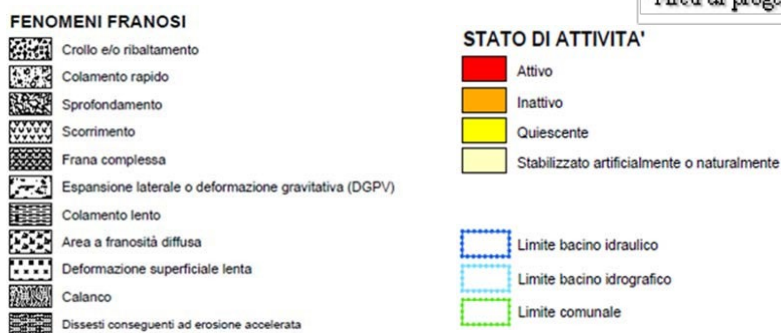 FENOMENI FRANOSI
Crollo e/o ribaltamento
Colamento rapido
Sprofondamento
Scorrimento
Frana complessa
Espansione laterale o deformazione gravitativa (DGPV)
Colamento lento
Area a franosità diffusa
Deformazione superficiale lenta
Calanco
Dissesti conseguenti ad erosione accelerata
STATO DI ATTIVITA'
Attivo
Inattivo
Quiescente
Stabilizzato artificialmente o naturalmente
Limite bacino idraulico
Limite bacino idrografico
Limite comunale